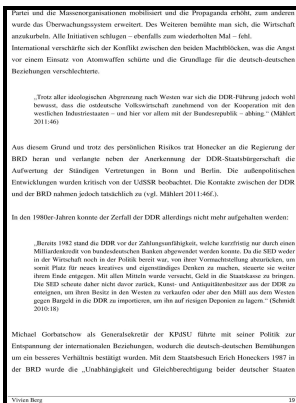 Partei und die Massenorganisationen mobilisiert und die Propaganda erhöht, zum anderen
wurde das Überwachungssystem erweitert. Des Weiteren bemühte man sich, die Wirtschaft
anzukurbeln. Alle Initiativen schlugen – ebenfalls zum wiederholten Mal – fehl.
International verschärfte sich der Konflikt zwischen den beiden Machtblöcken, was die Angst
vor einem Einsatz von Atomwaffen schürte und die Grundlage für die deutsch-deutschen
Beziehungen verschlechterte.
„Trotz aller ideologischen Abgrenzung nach Westen war sich die DDR-Führung jedoch wohl
bewusst, dass die ostdeutsche Volkswirtschaft zunehmend von der Kooperation mit den
westlichen Industriestaaten – und hier vor allem mit der Bundesrepublik – abhing.“ (Mählert
2011:46)
Aus diesem Grund und trotz des persönlichen Risikos trat Honecker an die Regierung der
BRD heran und verlangte neben der Anerkennung der DDR-Staatsbürgerschaft die
Aufwertung der Ständigen Vertretungen in Bonn und Berlin. Die außenpolitischen
Entwicklungen wurden kritisch von der UdSSR beobachtet. Die Kontakte zwischen der DDR
und der BRD nahmen jedoch tatsächlich zu (vgl. Mählert 2011:46f.).
In den 1980er-Jahren konnte der Zerfall der DDR allerdings nicht mehr aufgehalten werden:
„Bereits 1982 stand die DDR vor der Zahlungsunfähigkeit, welche kurzfristig nur durch einen
Milliardenkredit von bundesdeutschen Banken abgewendet werden konnte. Da die SED weder
in der Wirtschaft noch in der Politik bereit war, von ihrer Vormachtstellung abzurücken, um
somit Platz für neues kreatives und eigenständiges Denken zu machen, steuerte sie weiter
ihrem Ende entgegen. Mit allen Mitteln wurde versucht, Geld in die Staatskasse zu bringen.
Die SED scheute daher nicht davor zurück, Kunst- und Antiquitätenbesitzer aus der DDR zu
enteignen, um ihren Besitz in den Westen zu verkaufen oder aber den Müll aus dem Westen
gegen Bargeld in die DDR zu importieren, um ihn auf riesigen Deponien zu lagern.“ (Schmidt
2010:18)
Michael Gorbatschow als Generalsekretär der KPdSU führte mit seiner Politik zur
Entspannung der internationalen Beziehungen, wodurch die deutsch-deutschen Bemühungen
um ein besseres Verhältnis bestätigt wurden. Mit dem Staatsbesuch Erich Honeckers 1987 in
der BRD wurde die „Unabhängigkeit und Gleichberechtigung beider deutscher Staaten
Vivien Berg 19